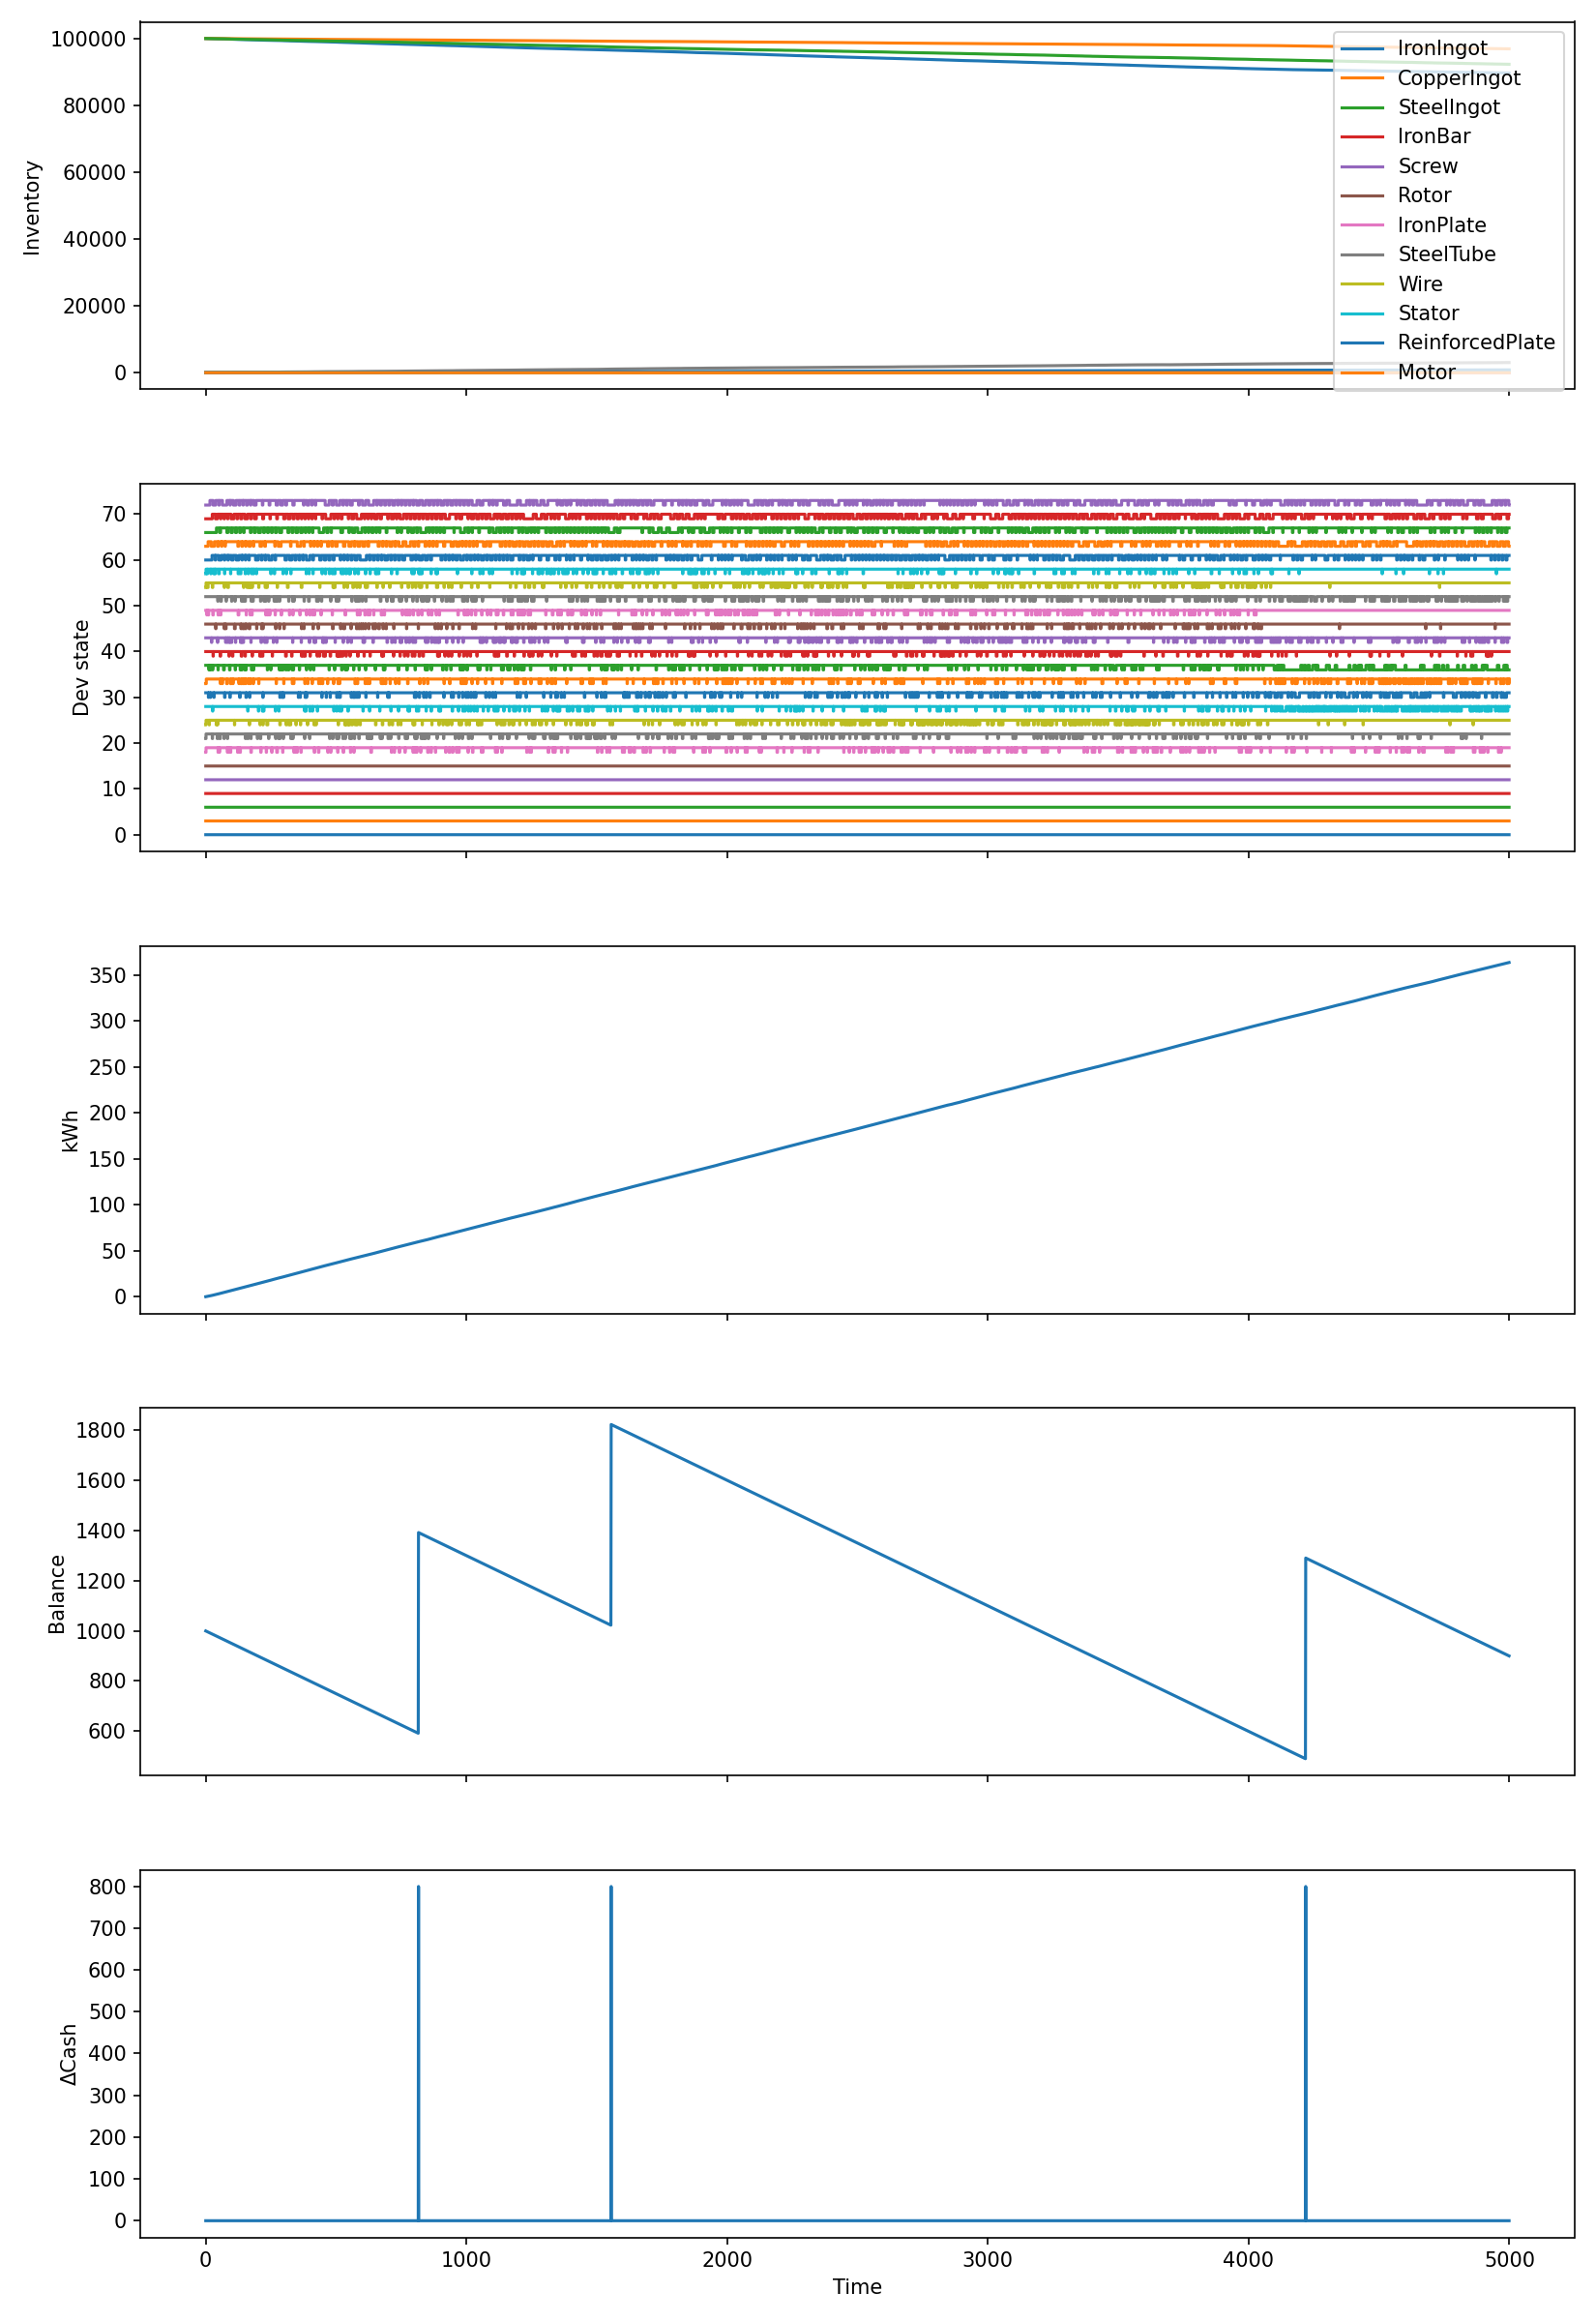 Inventory
100000
80000
60000
40000
20000
0
IronIngot
CopperIngot
SteelIngot
IronBar
Screw
Rotor
IronPlate
SteelTube
Wire
Stator
ReinforcedPlate
Motor
Dev state
70
60
50
40
30
20
10
0
kWh
350
300
250
200
150
100
50
0
Balance
1800
1600
1400
1200
1000
800
600
ΔCash
800
700
600
500
400
300
200
100
0
0 1000 2000 3000 4000 5000
Time